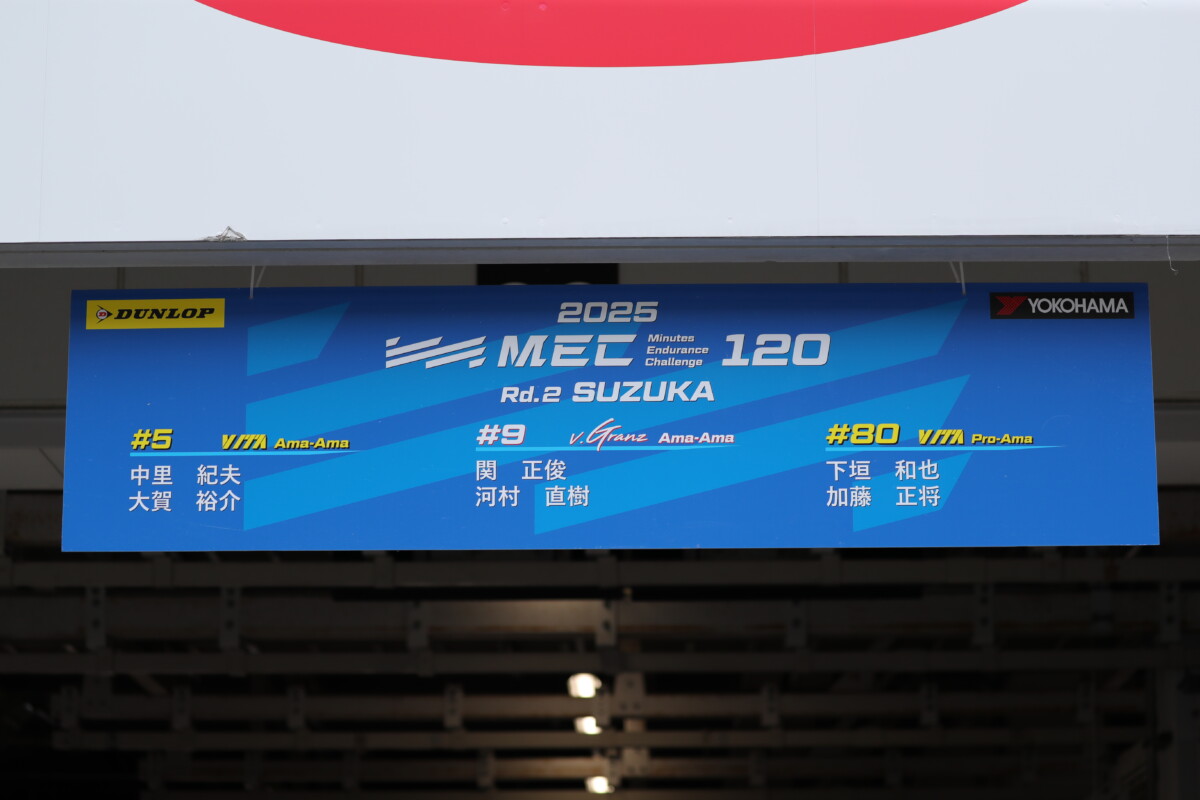 DUNLOP
YOKOHAMA
2025
MEC Minutes Endurance Challenge 120
Rd.2 SUZUKA
#5 VITA Ama-Ama
中里 紀夫
大賀 裕介
#9 v.Granz Ama-Ama
関 正俊
河村 直樹
#80 VITA Pro-Ama
下垣 和也
加藤 正将